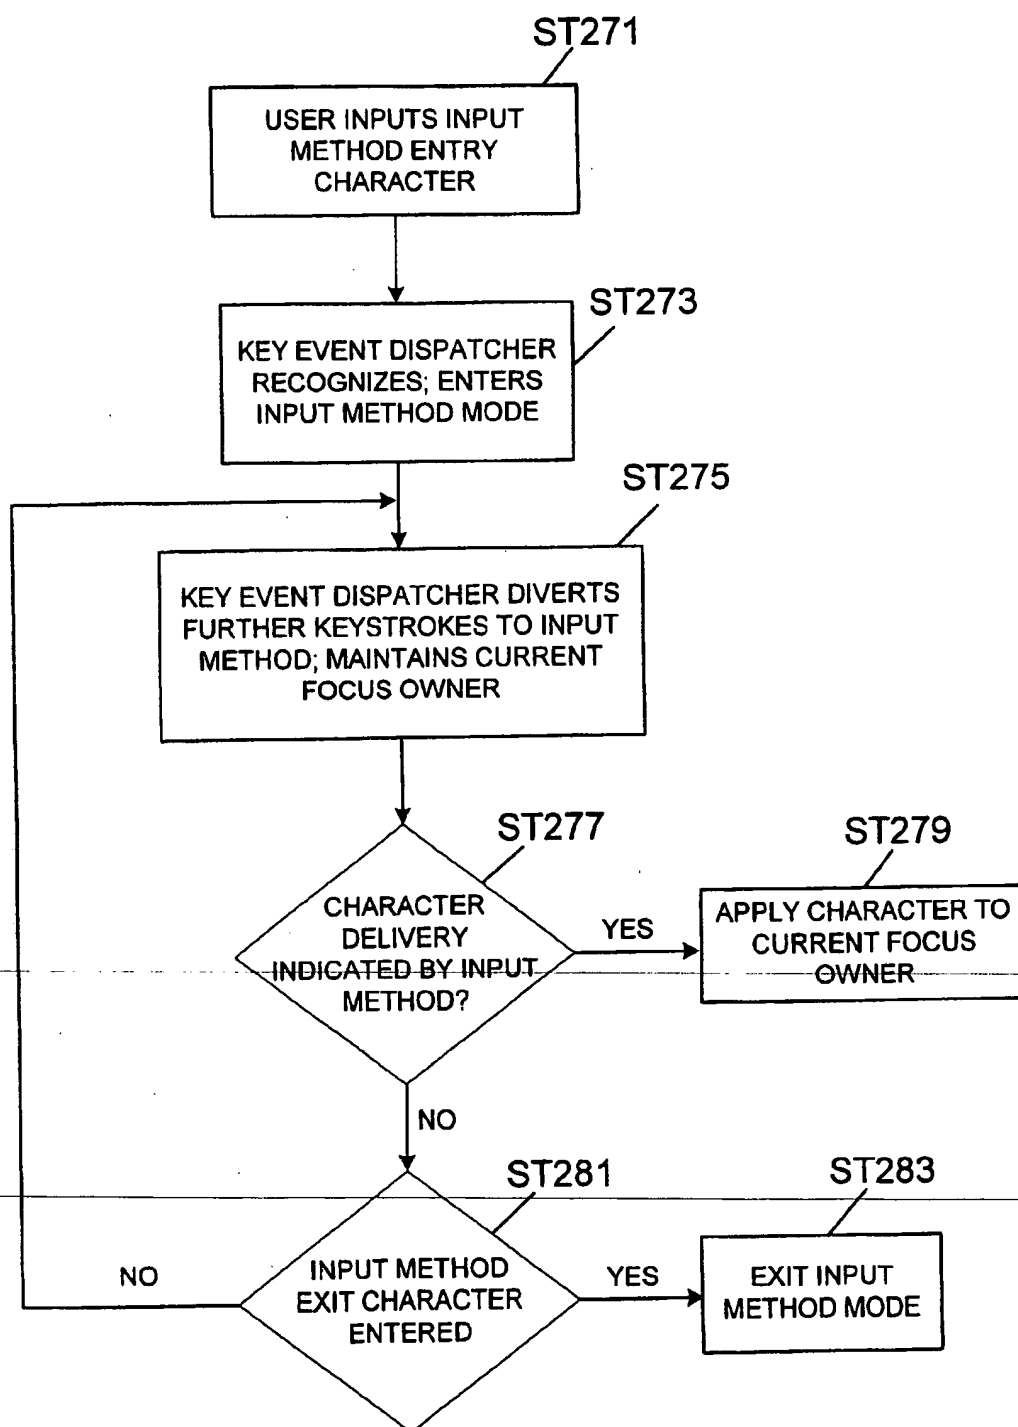 ST271
USER INPUTS INPUT
METHOD ENTRY
CHARACTER
ST273
KEY EVENT DISPATCHER
RECOGNIZES; ENTERS
INPUT METHOD MODE
ST275
KEY EVENT DISPATCHER DIVERTS
FURTHER KEYSTROKES TO INPUT
METHOD; MAINTAINS CURRENT
FOCUS OWNER
ST277
CHARACTER
DELIVERY
INDICATED BY INPUT
METHOD?
YES
ST279
APPLY CHARACTER TO
CURRENT FOCUS
OWNER
NO
ST281
INPUT METHOD
EXIT CHARACTER
ENTERED
NO
YES
ST283
EXIT INPUT
METHOD MODE